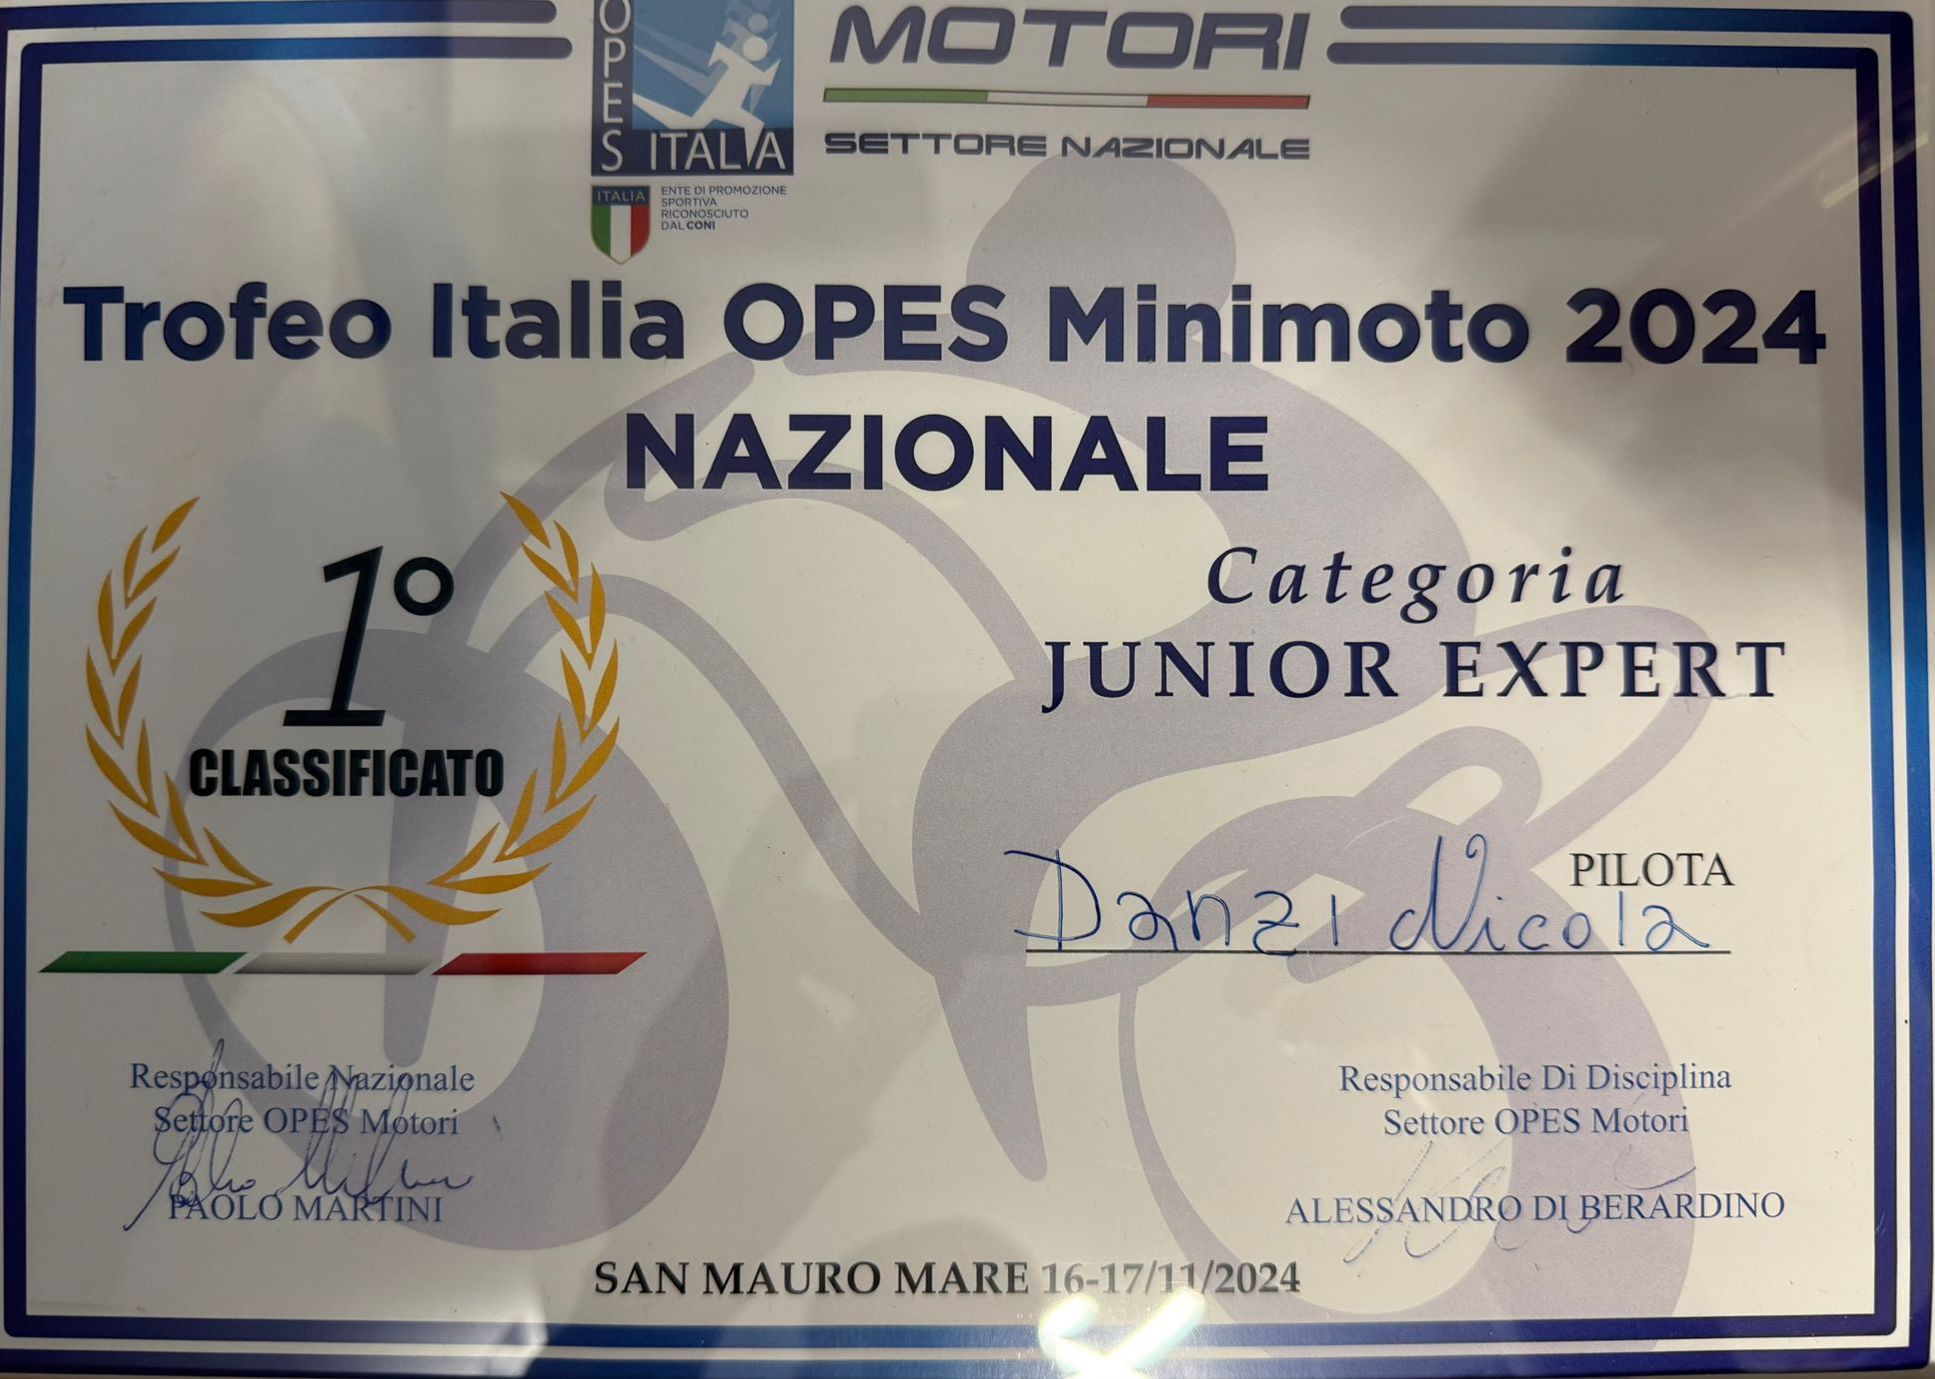 OPES
ITALIA
MOTORI
SETTORE NAZIONALE
ITALIA
ENTE DI PROMOZIONE
SPORTIVA
RICONOSCIUTO
DAL CONI
Trofeo Italia OPES Minimoto 2024
NAZIONALE
1°
CLASSIFICATO
Categoria
JUNIOR EXPERT
PILOTA
Danzi Nicola
Responsabile Nazionale
Settore OPES Motori
PAOLO MARTINI
Responsabile Di Disciplina
Settore OPES Motori
ALESSANDRO DI BERARDINO
SAN MAURO MARE 16-17/11/2024